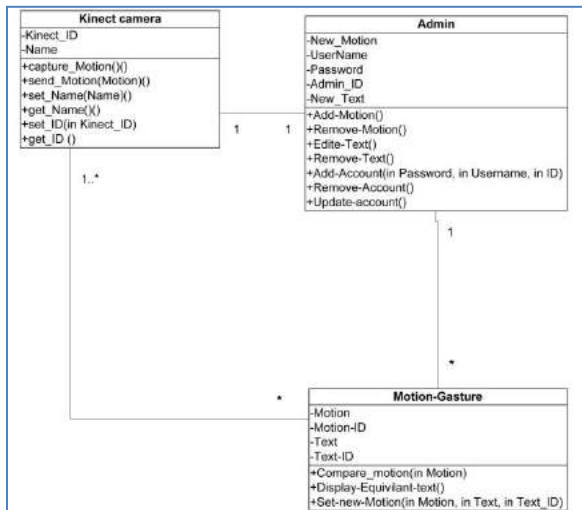 Kinect camera
-Kinect_ID
-Name
+capture_Motion()()
+send_Motion(Motion)()
+set_Name(Name)()
+get_Name()()
+set_ID(in Kinect_ID)
+get_ID ()
Admin
-New_Motion
-UserName
-Password
-Admin_ID
-New_Text
+Add-Motion()
+Remove-Motion()
+Edite-Text()
+Remove-Text()
+Add-Account(in Password, in Username, in ID)
+Remove-Account()
+Update-account()
1
1
1..*
1
*
*
Motion-Gasture
-Motion
-Motion-ID
-Text
-Text-ID
+Compare_motion(in Motion)
+Display-Equivilant-text()
+Set-new-Motion(in Motion, in Text, in Text_ID)